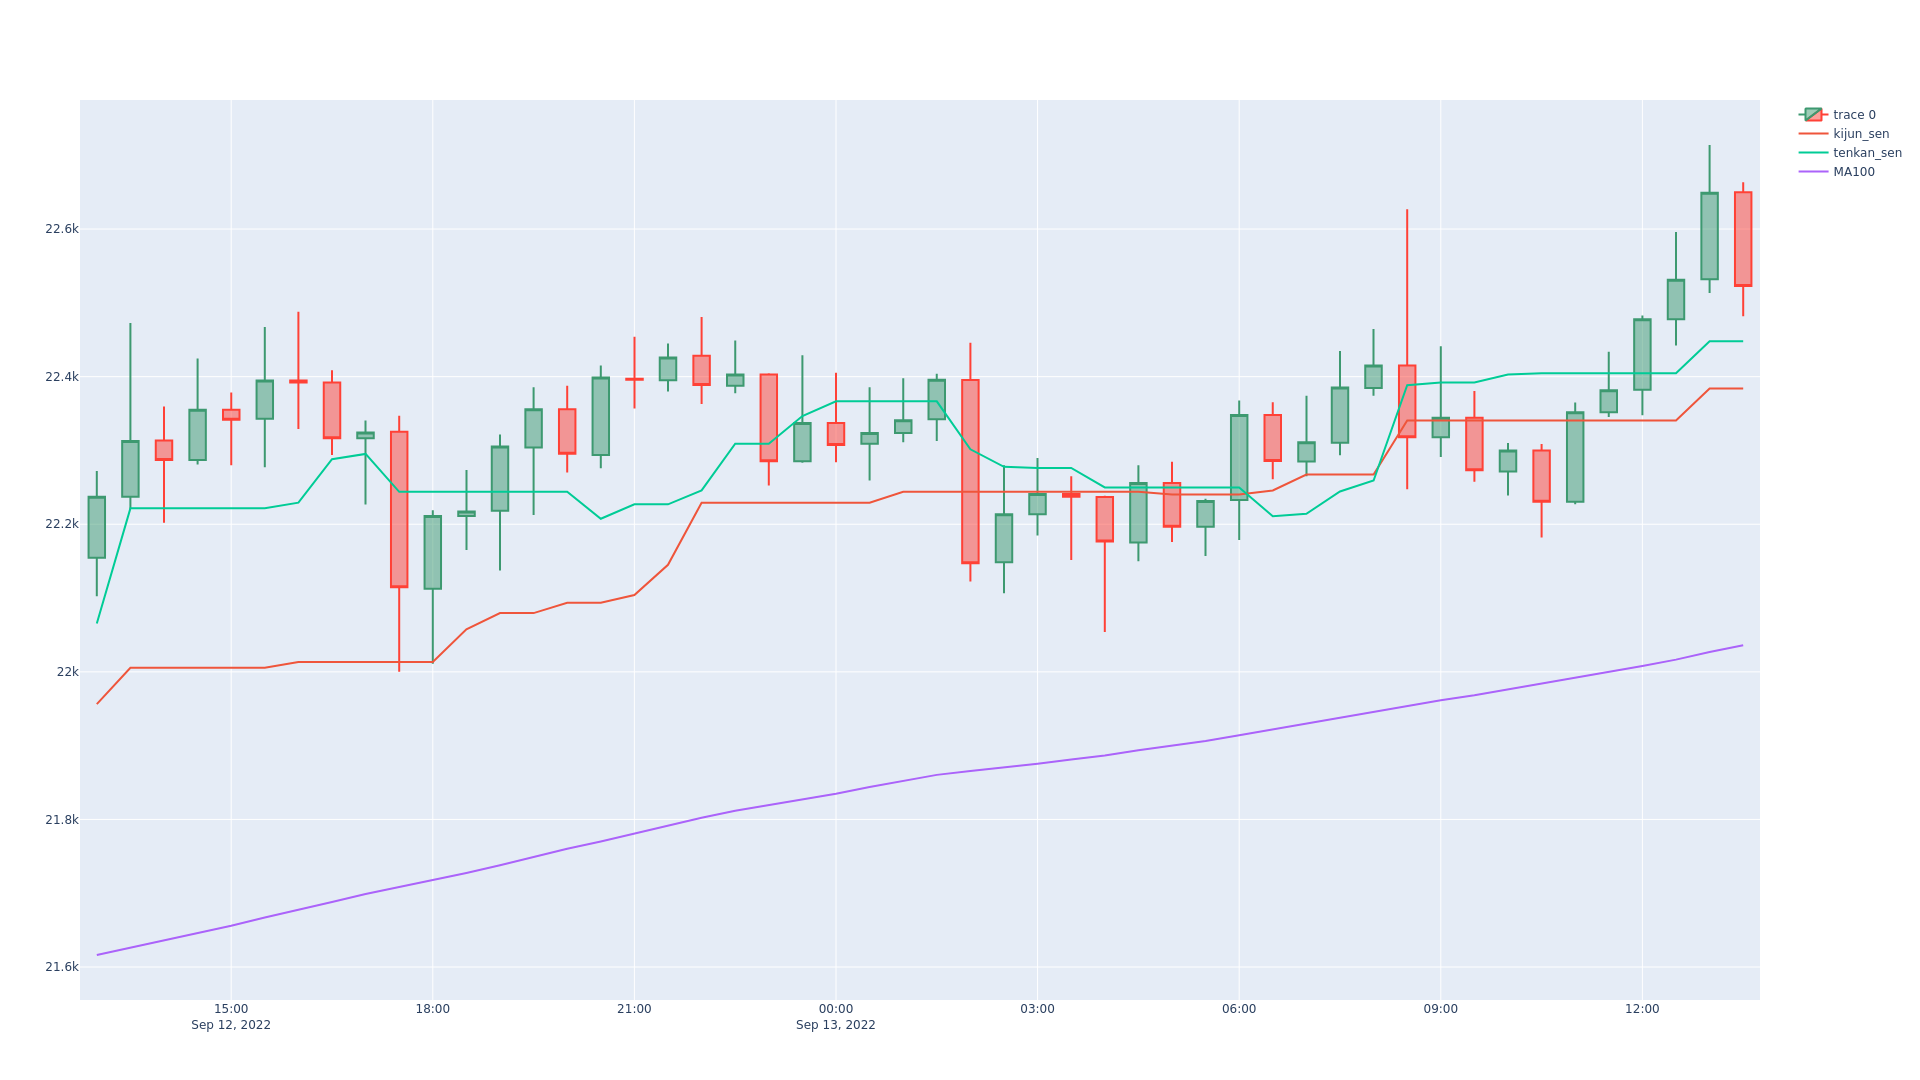 trace 0
kijun_sen
tenkan_sen
MA100
22.6k
22.4k
22.2k
22k
21.8k
21.6k
15:00
Sep 12, 2022
18:00
21:00
00:00
Sep 13, 2022
03:00
06:00
09:00
12:00